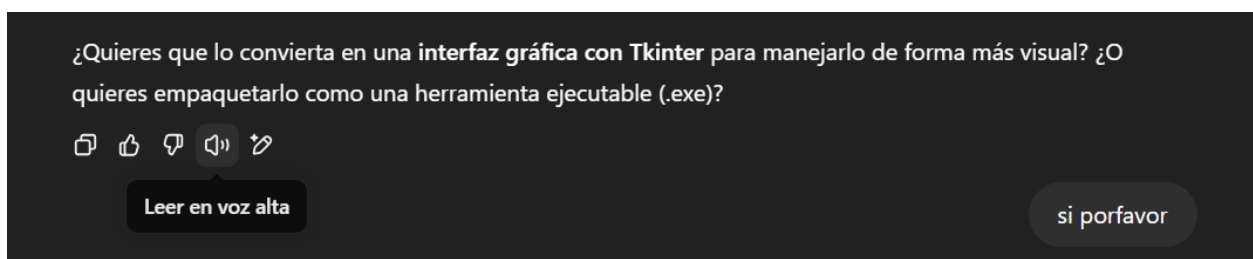 ¿Quieres que lo convierta en una interfaz gráfica con Tkinter para manejarlo de forma más visual? ¿O
quieres empaquetarlo como una herramienta ejecutable (.exe)?
Leer en voz alta
si porfavor